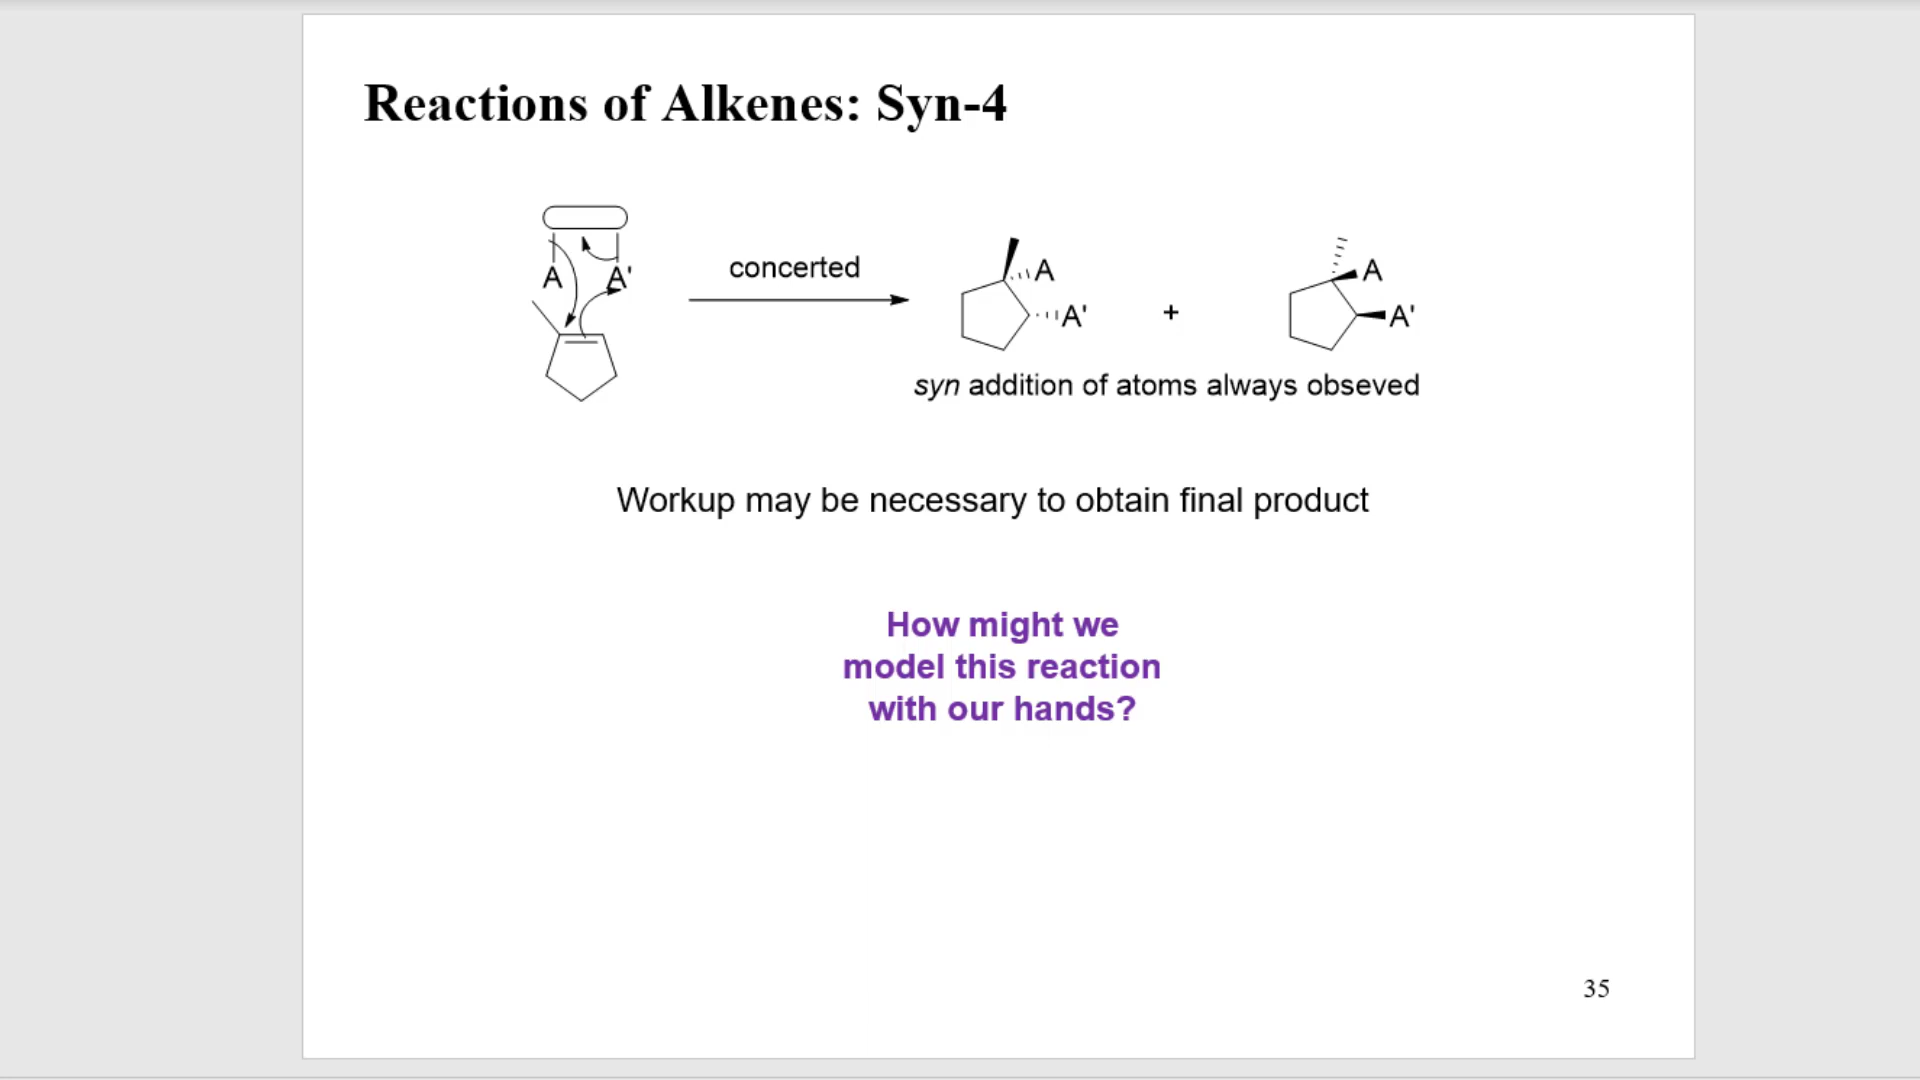 Reactions of Alkenes: Syn-4
A A'
concerted
A
A'
+
A
A'
syn addition of atoms always obseved
Workup may be necessary to obtain final product
How might we
model this reaction
with our hands?
35